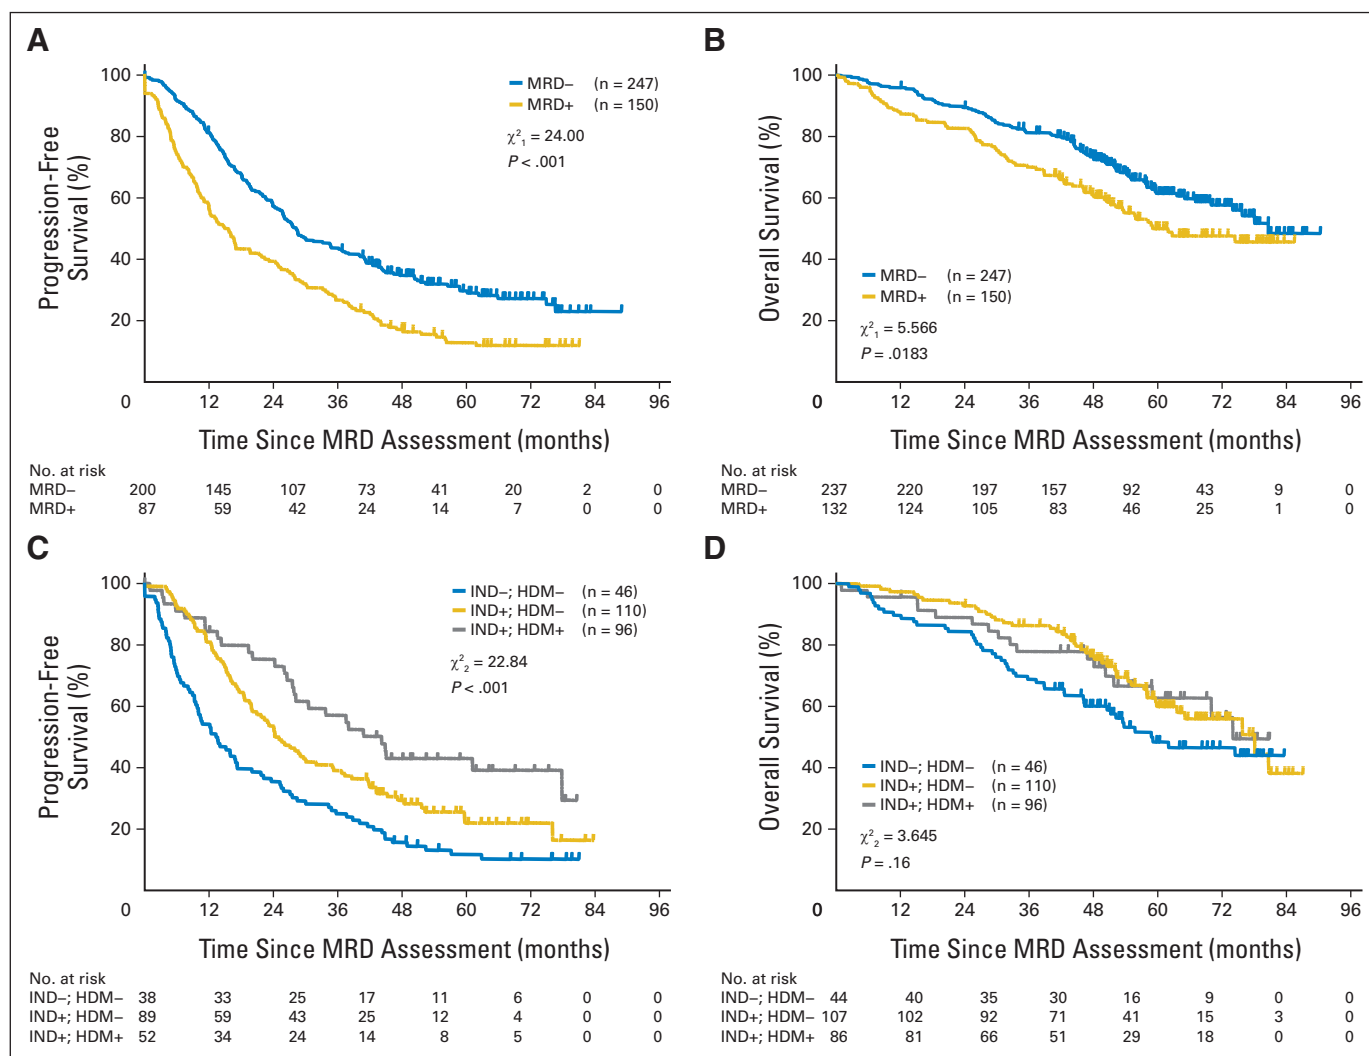 A
Progression-Free
Survival (%)
100
80
60
40
20
MRD– (n = 247)
MRD+ (n = 150)
χ²₁ = 24.00
P < .001
0 12 24 36 48 60 72 84 96
Time Since MRD Assessment (months)
No. at risk
MRD– 200 145 107 73 41 20 2 0
MRD+ 87 59 42 24 14 7 0 0
B
Overall Survival (%)
100
80
60
40
20
MRD– (n = 247)
MRD+ (n = 150)
χ²₁ = 5.566
P = .0183
0 12 24 36 48 60 72 84 96
Time Since MRD Assessment (months)
No. at risk
MRD– 237 220 197 157 92 43 9 0
MRD+ 132 124 105 83 46 25 1 0
C
Progression-Free
Survival (%)
100
80
60
40
20
IND–; HDM– (n = 46)
IND+; HDM– (n = 110)
IND+; HDM+ (n = 96)
χ²₂ = 22.84
P < .001
0 12 24 36 48 60 72 84 96
Time Since MRD Assessment (months)
No. at risk
IND–; HDM– 38 33 25 17 11 6 0 0
IND+; HDM– 89 59 43 25 12 4 0 0
IND+; HDM+ 52 34 24 14 8 5 0 0
D
Overall Survival (%)
100
80
60
40
20
IND–; HDM– (n = 46)
IND+; HDM– (n = 110)
IND+; HDM+ (n = 96)
χ²₂ = 3.645
P = .16
0 12 24 36 48 60 72 84 96
Time Since MRD Assessment (months)
No. at risk
IND–; HDM– 44 40 35 30 16 9 0 0
IND+; HDM– 107 102 92 71 41 15 3 0
IND+; HDM+ 86 81 66 51 29 18 0 0